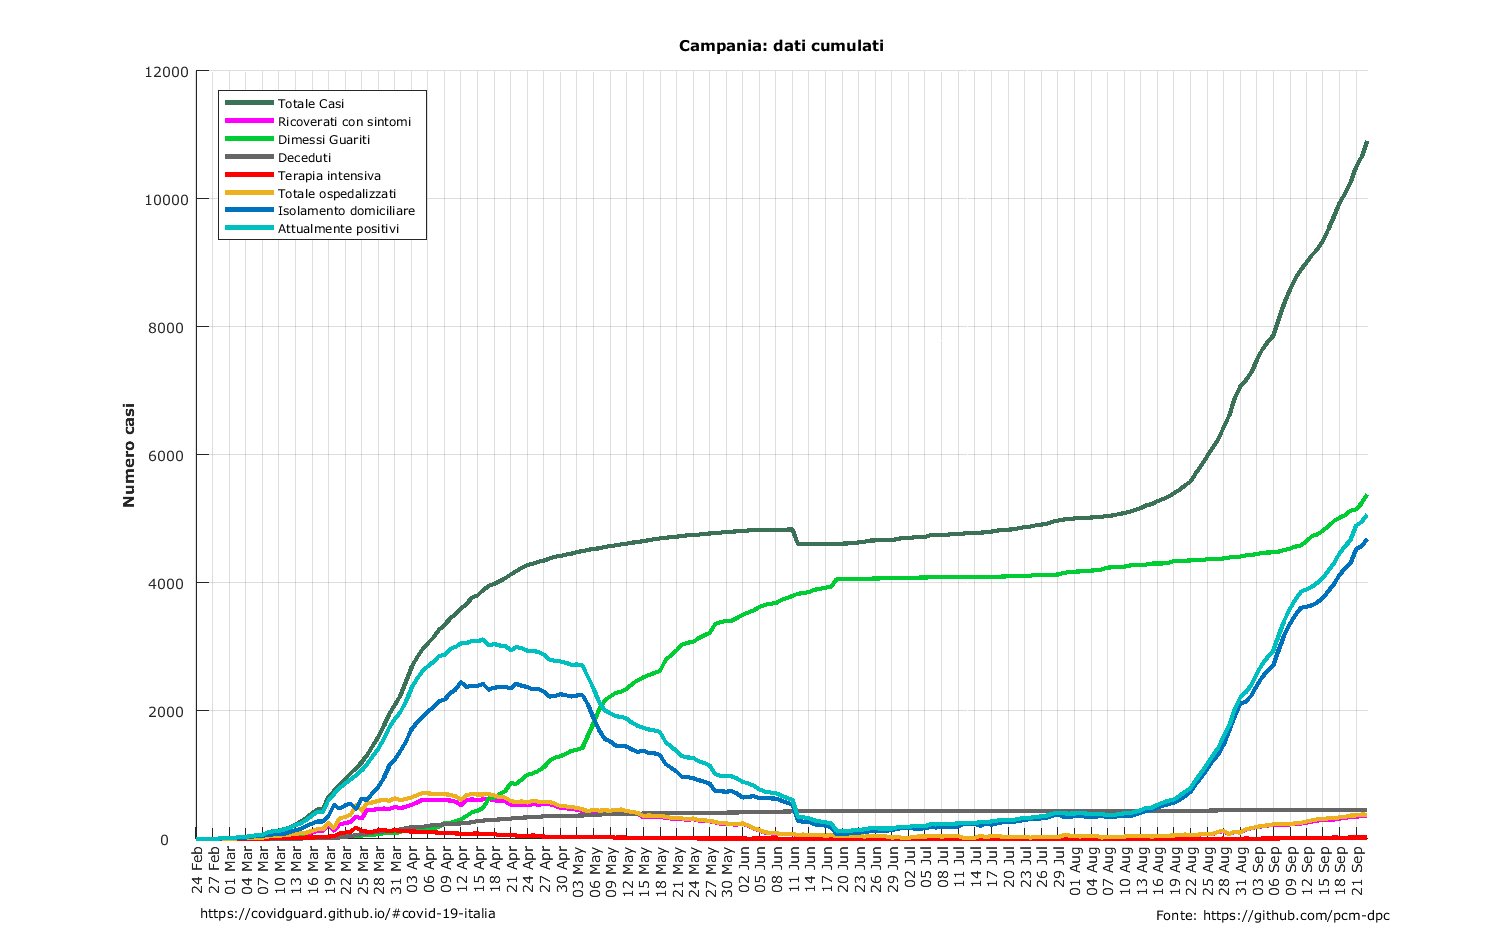 Campania: dati cumulati
12000
10000
8000
6000
4000
2000
0
Numero casi
Totale Casi
Ricoverati con sintomi
Dimessi Guariti
Deceduti
Terapia intensiva
Totale ospedalizzati
Isolamento domiciliare
Attualmente positivi
24 Feb
27 Feb
01 Mar
04 Mar
07 Mar
10 Mar
13 Mar
16 Mar
19 Mar
22 Mar
25 Mar
28 Mar
31 Mar
03 Apr
06 Apr
09 Apr
12 Apr
15 Apr
18 Apr
21 Apr
24 Apr
27 Apr
30 Apr
03 May
06 May
09 May
12 May
15 May
18 May
21 May
24 May
27 May
30 May
02 Jun
05 Jun
08 Jun
11 Jun
14 Jun
17 Jun
20 Jun
23 Jun
26 Jun
29 Jun
02 Jul
05 Jul
08 Jul
11 Jul
14 Jul
17 Jul
20 Jul
23 Jul
26 Jul
29 Jul
01 Aug
04 Aug
07 Aug
10 Aug
13 Aug
16 Aug
19 Aug
22 Aug
25 Aug
28 Aug
31 Aug
03 Sep
06 Sep
09 Sep
12 Sep
15 Sep
18 Sep
21 Sep
https://covidguard.github.io/#covid-19-italia
Fonte: https://github.com/pcm-dpc